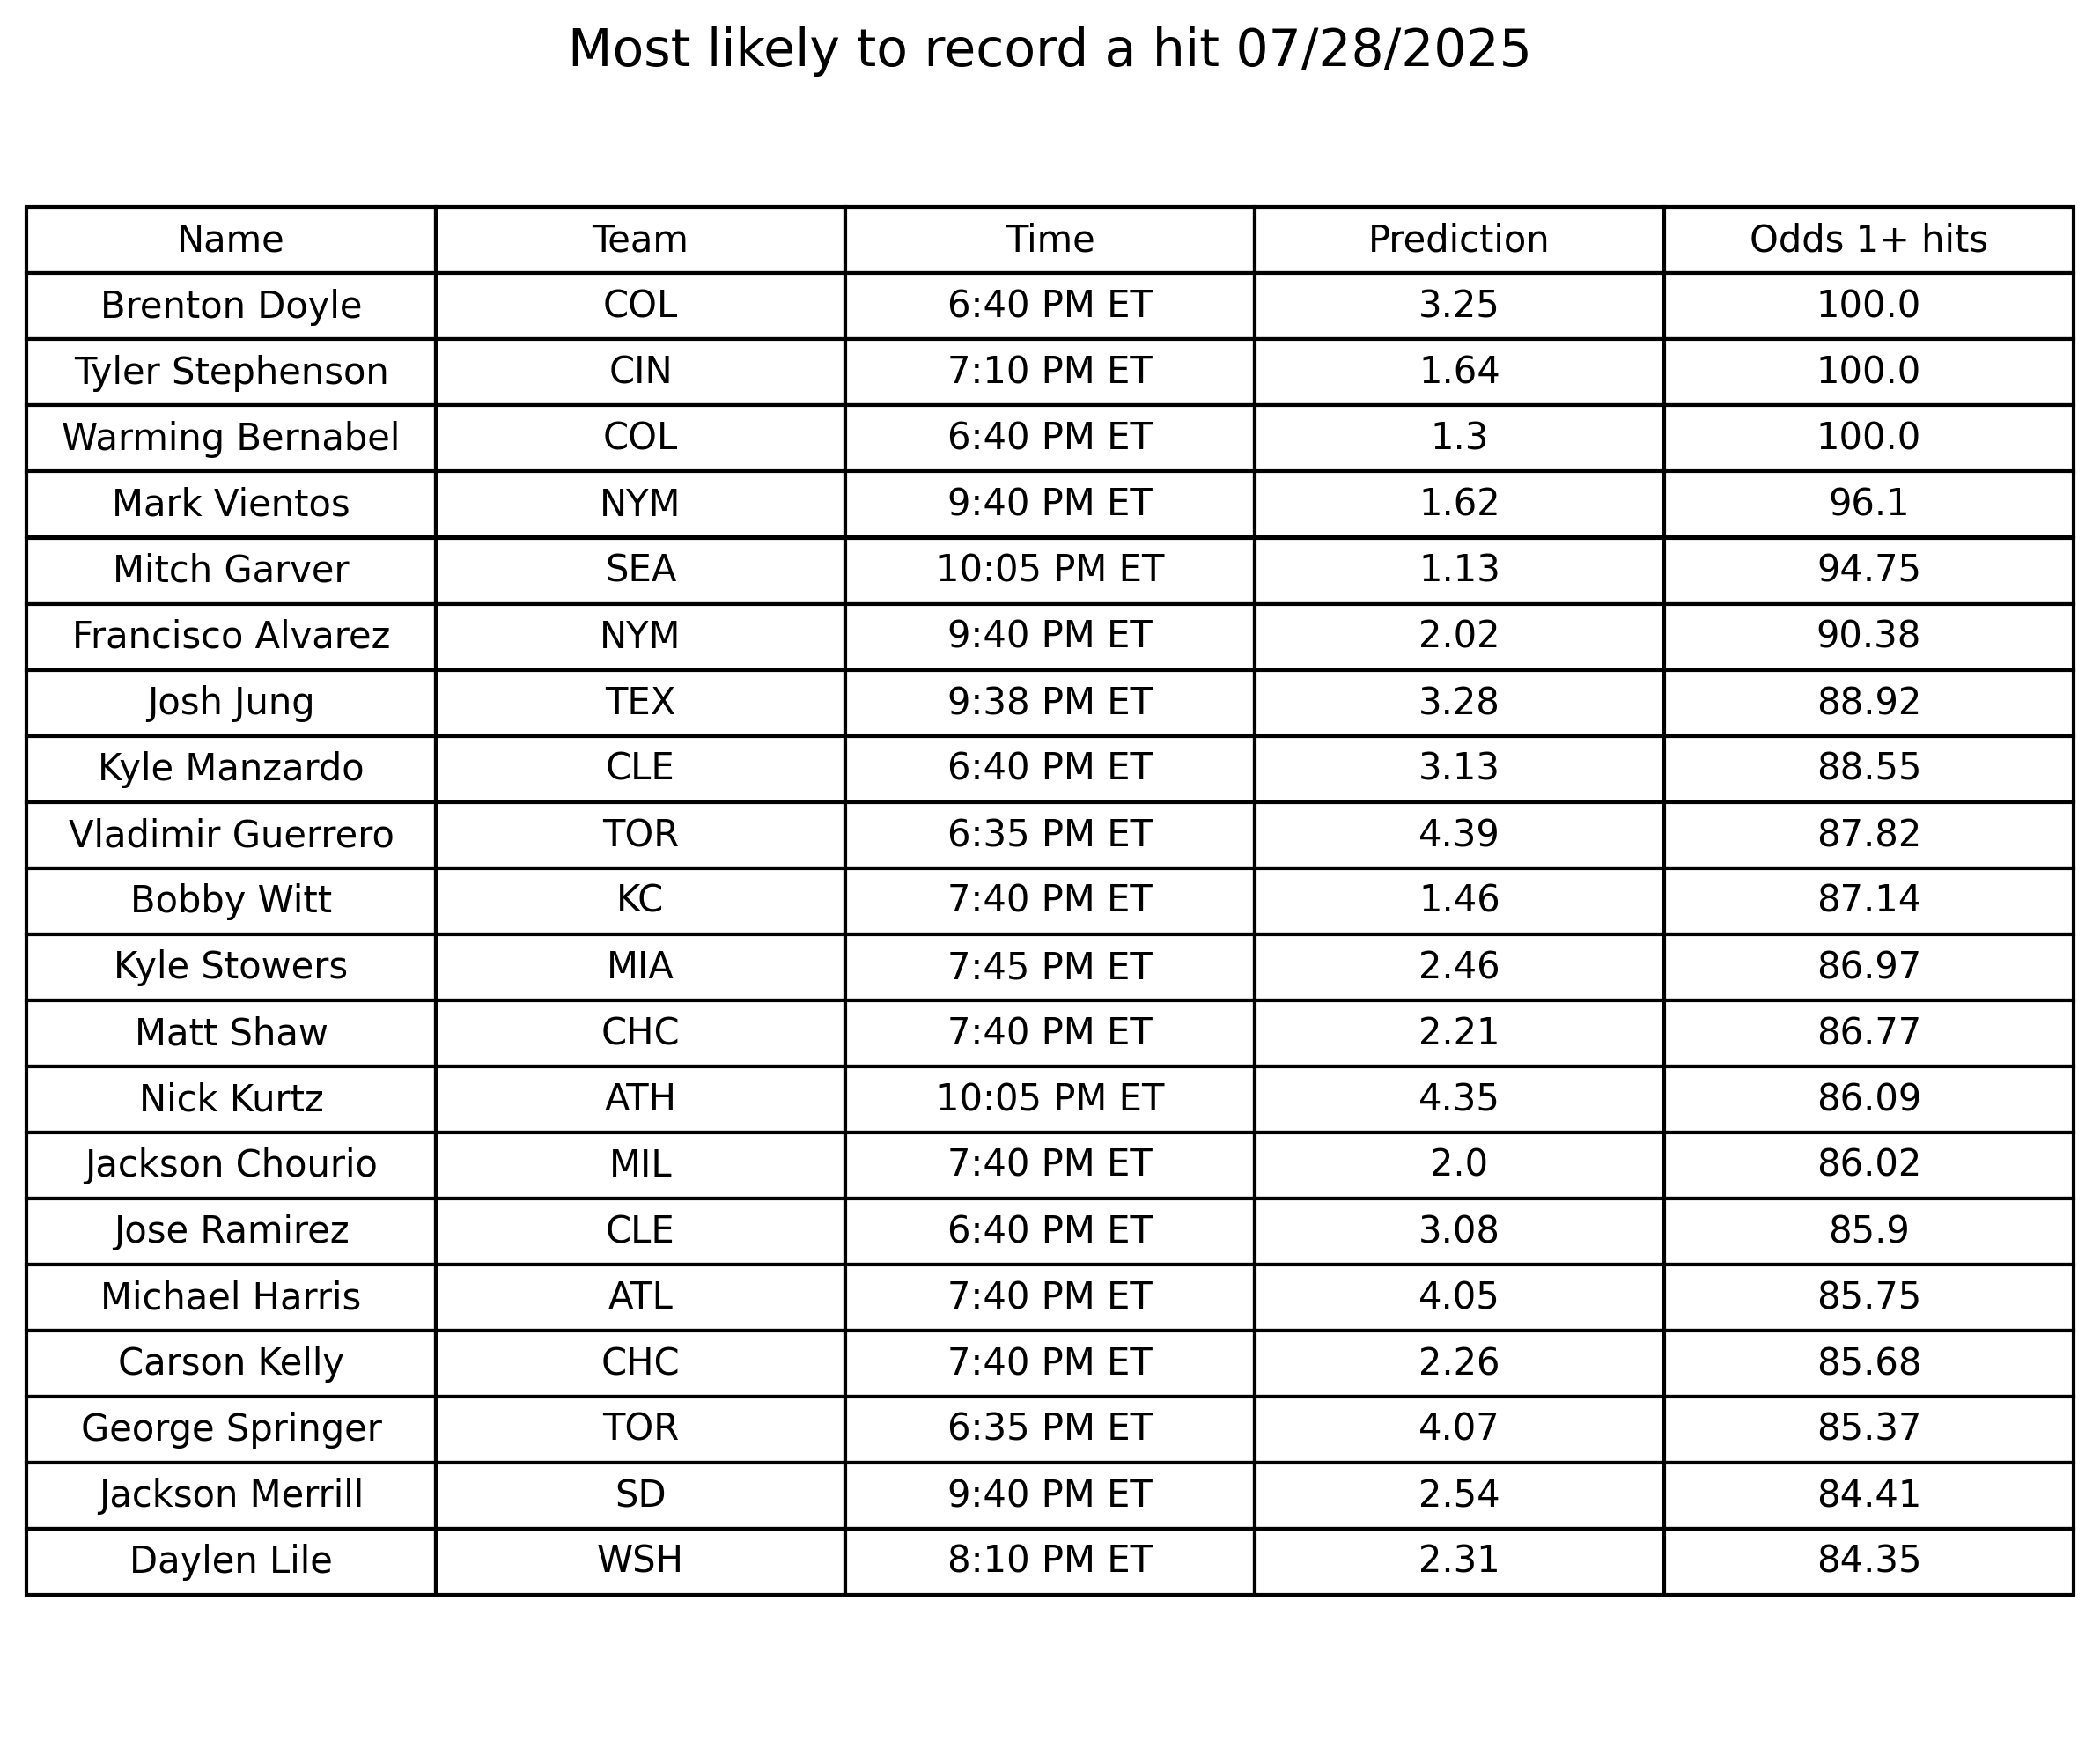 Most likely to record a hit 07/28/2025
Name Team Time Prediction Odds 1+ hits
Brenton Doyle COL 6:40 PM ET 3.25 100.0
Tyler Stephenson CIN 7:10 PM ET 1.64 100.0
Warming Bernabel COL 6:40 PM ET 1.3 100.0
Mark Vientos NYM 9:40 PM ET 1.62 96.1
Mitch Garver SEA 10:05 PM ET 1.13 94.75
Francisco Alvarez NYM 9:40 PM ET 2.02 90.38
Josh Jung TEX 9:38 PM ET 3.28 88.92
Kyle Manzardo CLE 6:40 PM ET 3.13 88.55
Vladimir Guerrero TOR 6:35 PM ET 4.39 87.82
Bobby Witt KC 7:40 PM ET 1.46 87.14
Kyle Stowers MIA 7:45 PM ET 2.46 86.97
Matt Shaw CHC 7:40 PM ET 2.21 86.77
Nick Kurtz ATH 10:05 PM ET 4.35 86.09
Jackson Chourio MIL 7:40 PM ET 2.0 86.02
Jose Ramirez CLE 6:40 PM ET 3.08 85.9
Michael Harris ATL 7:40 PM ET 4.05 85.75
Carson Kelly CHC 7:40 PM ET 2.26 85.68
George Springer TOR 6:35 PM ET 4.07 85.37
Jackson Merrill SD 9:40 PM ET 2.54 84.41
Daylen Lile WSH 8:10 PM ET 2.31 84.35